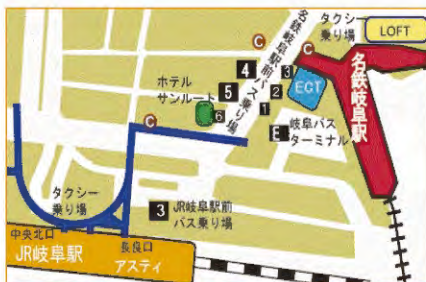 タクシー
乗り場
LOFT
C
C
名鉄岐阜駅前バス乗り場
4
3
ECT
名鉄岐阜駅
ホテル
サンルート
5
2
6
1
C
E
岐阜バス
ターミナル
タクシー
乗り場
3
JR岐阜駅前
バス乗り場
中央北口
長良口
JR岐阜駅
アスティ